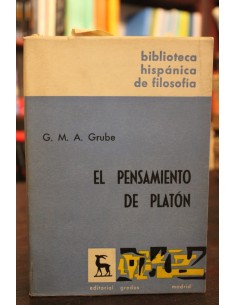 biblioteca
hispánica
de filosofía
G. M. A. Grube
EL PENSAMIENTO
DE PLATÓN
editorial gredos madrid